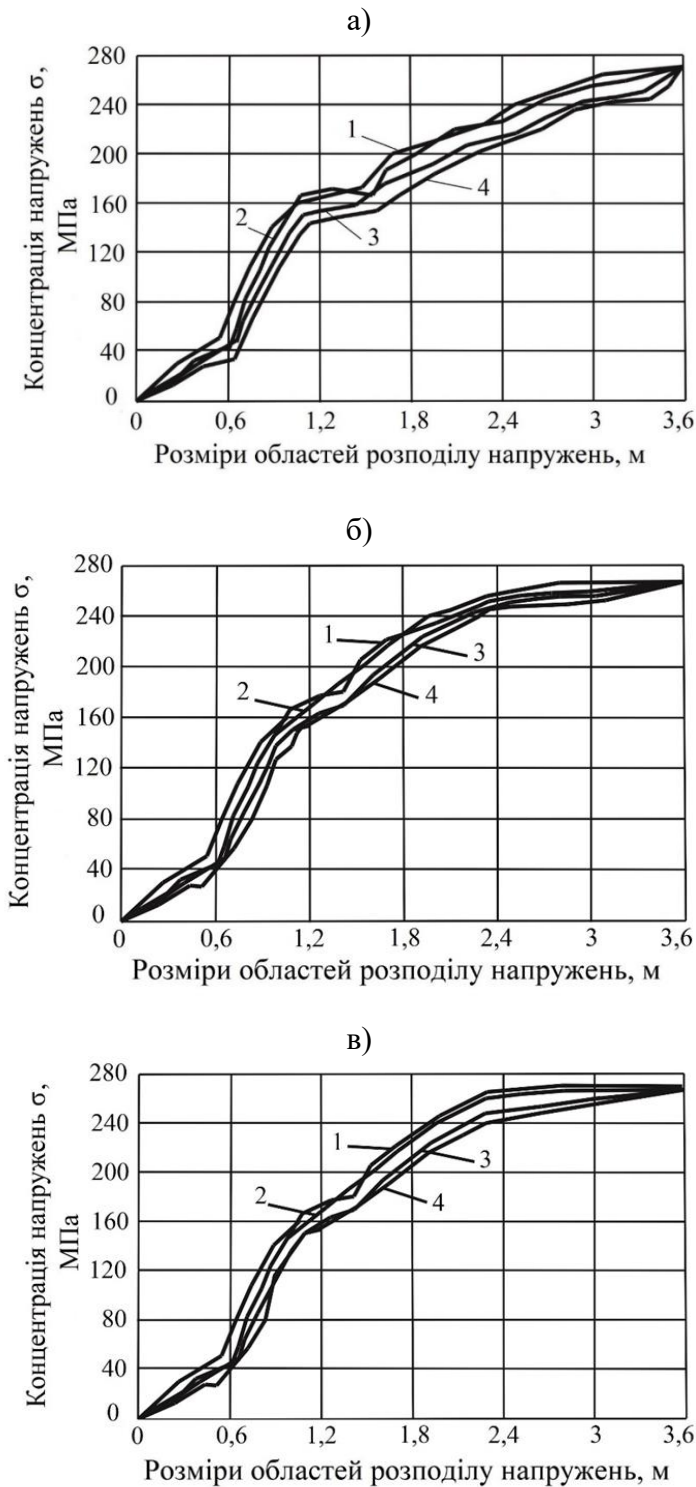 а)
Концентрація напружень σ,
МПа
280
240
200
160
120
80
40
0
1
2
3
4
0 0,6 1,2 1,8 2,4 3 3,6
Розміри областей розподілу напружень, м
б)
Концентрація напружень σ,
МПа
280
240
200
160
120
80
40
0
1
2
3
4
0 0,6 1,2 1,8 2,4 3 3,6
Розміри областей розподілу напружень, м
в)
Концентрація напружень σ,
МПа
280
240
200
160
120
80
40
0
1
2
3
4
0 0,6 1,2 1,8 2,4 3 3,6
Розміри областей розподілу напружень, м